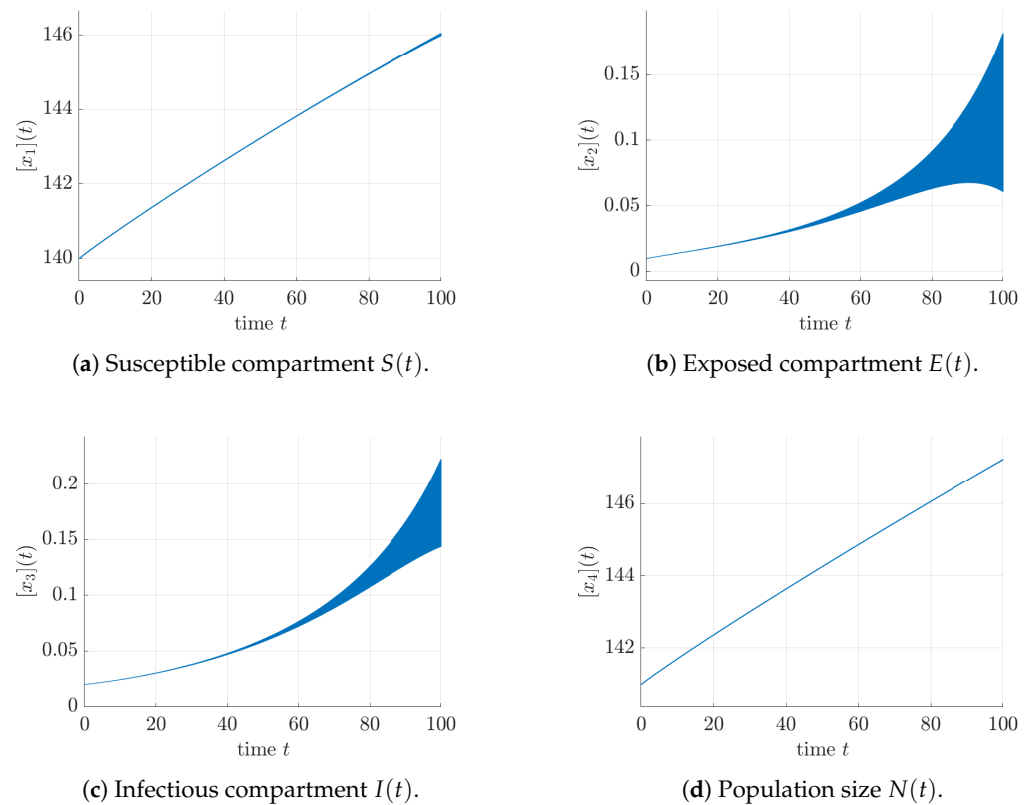 146
144
142
140
[x₁](t)
0 20 40 60 80 100
time t
(a) Susceptible compartment S(t).
0.15
0.1
0.05
0
[x₂](t)
0 20 40 60 80 100
time t
(b) Exposed compartment E(t).
0.2
0.15
0.1
0.05
0
[x₃](t)
0 20 40 60 80 100
time t
(c) Infectious compartment I(t).
146
144
142
[x₄](t)
0 20 40 60 80 100
time t
(d) Population size N(t).